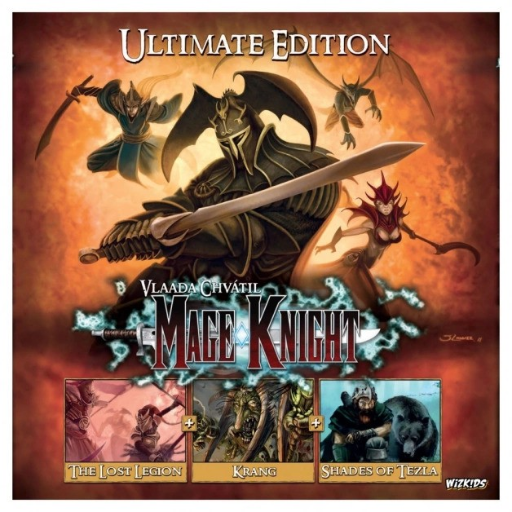 ULTIMATE EDITION
VLAADA CHVÁTIL
MAGE KNIGHT
THE LOST LEGION
+
KRANG
+
SHADES OF TEZLA
WIZKIDS